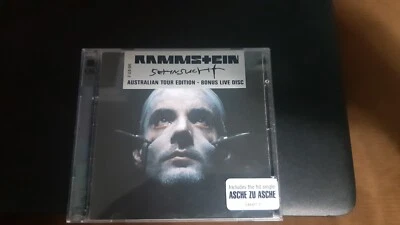 RAMMSTEIN
SEHNSUCHT
AUSTRALIAN TOUR EDITION - BONUS LIVE DISC
Includes the hit single
ASCHE ZU ASCHE